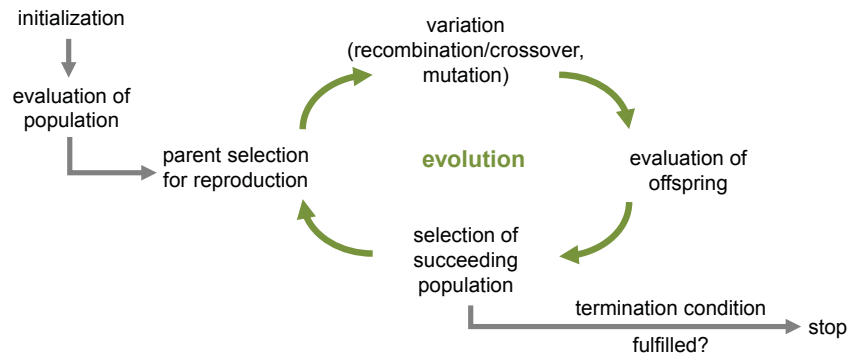 initialization
evaluation of
population
parent selection
for reproduction
variation
(recombination/crossover,
mutation)
evolution
evaluation of
offspring
selection of
succeeding
population
termination condition
fulfilled?
stop